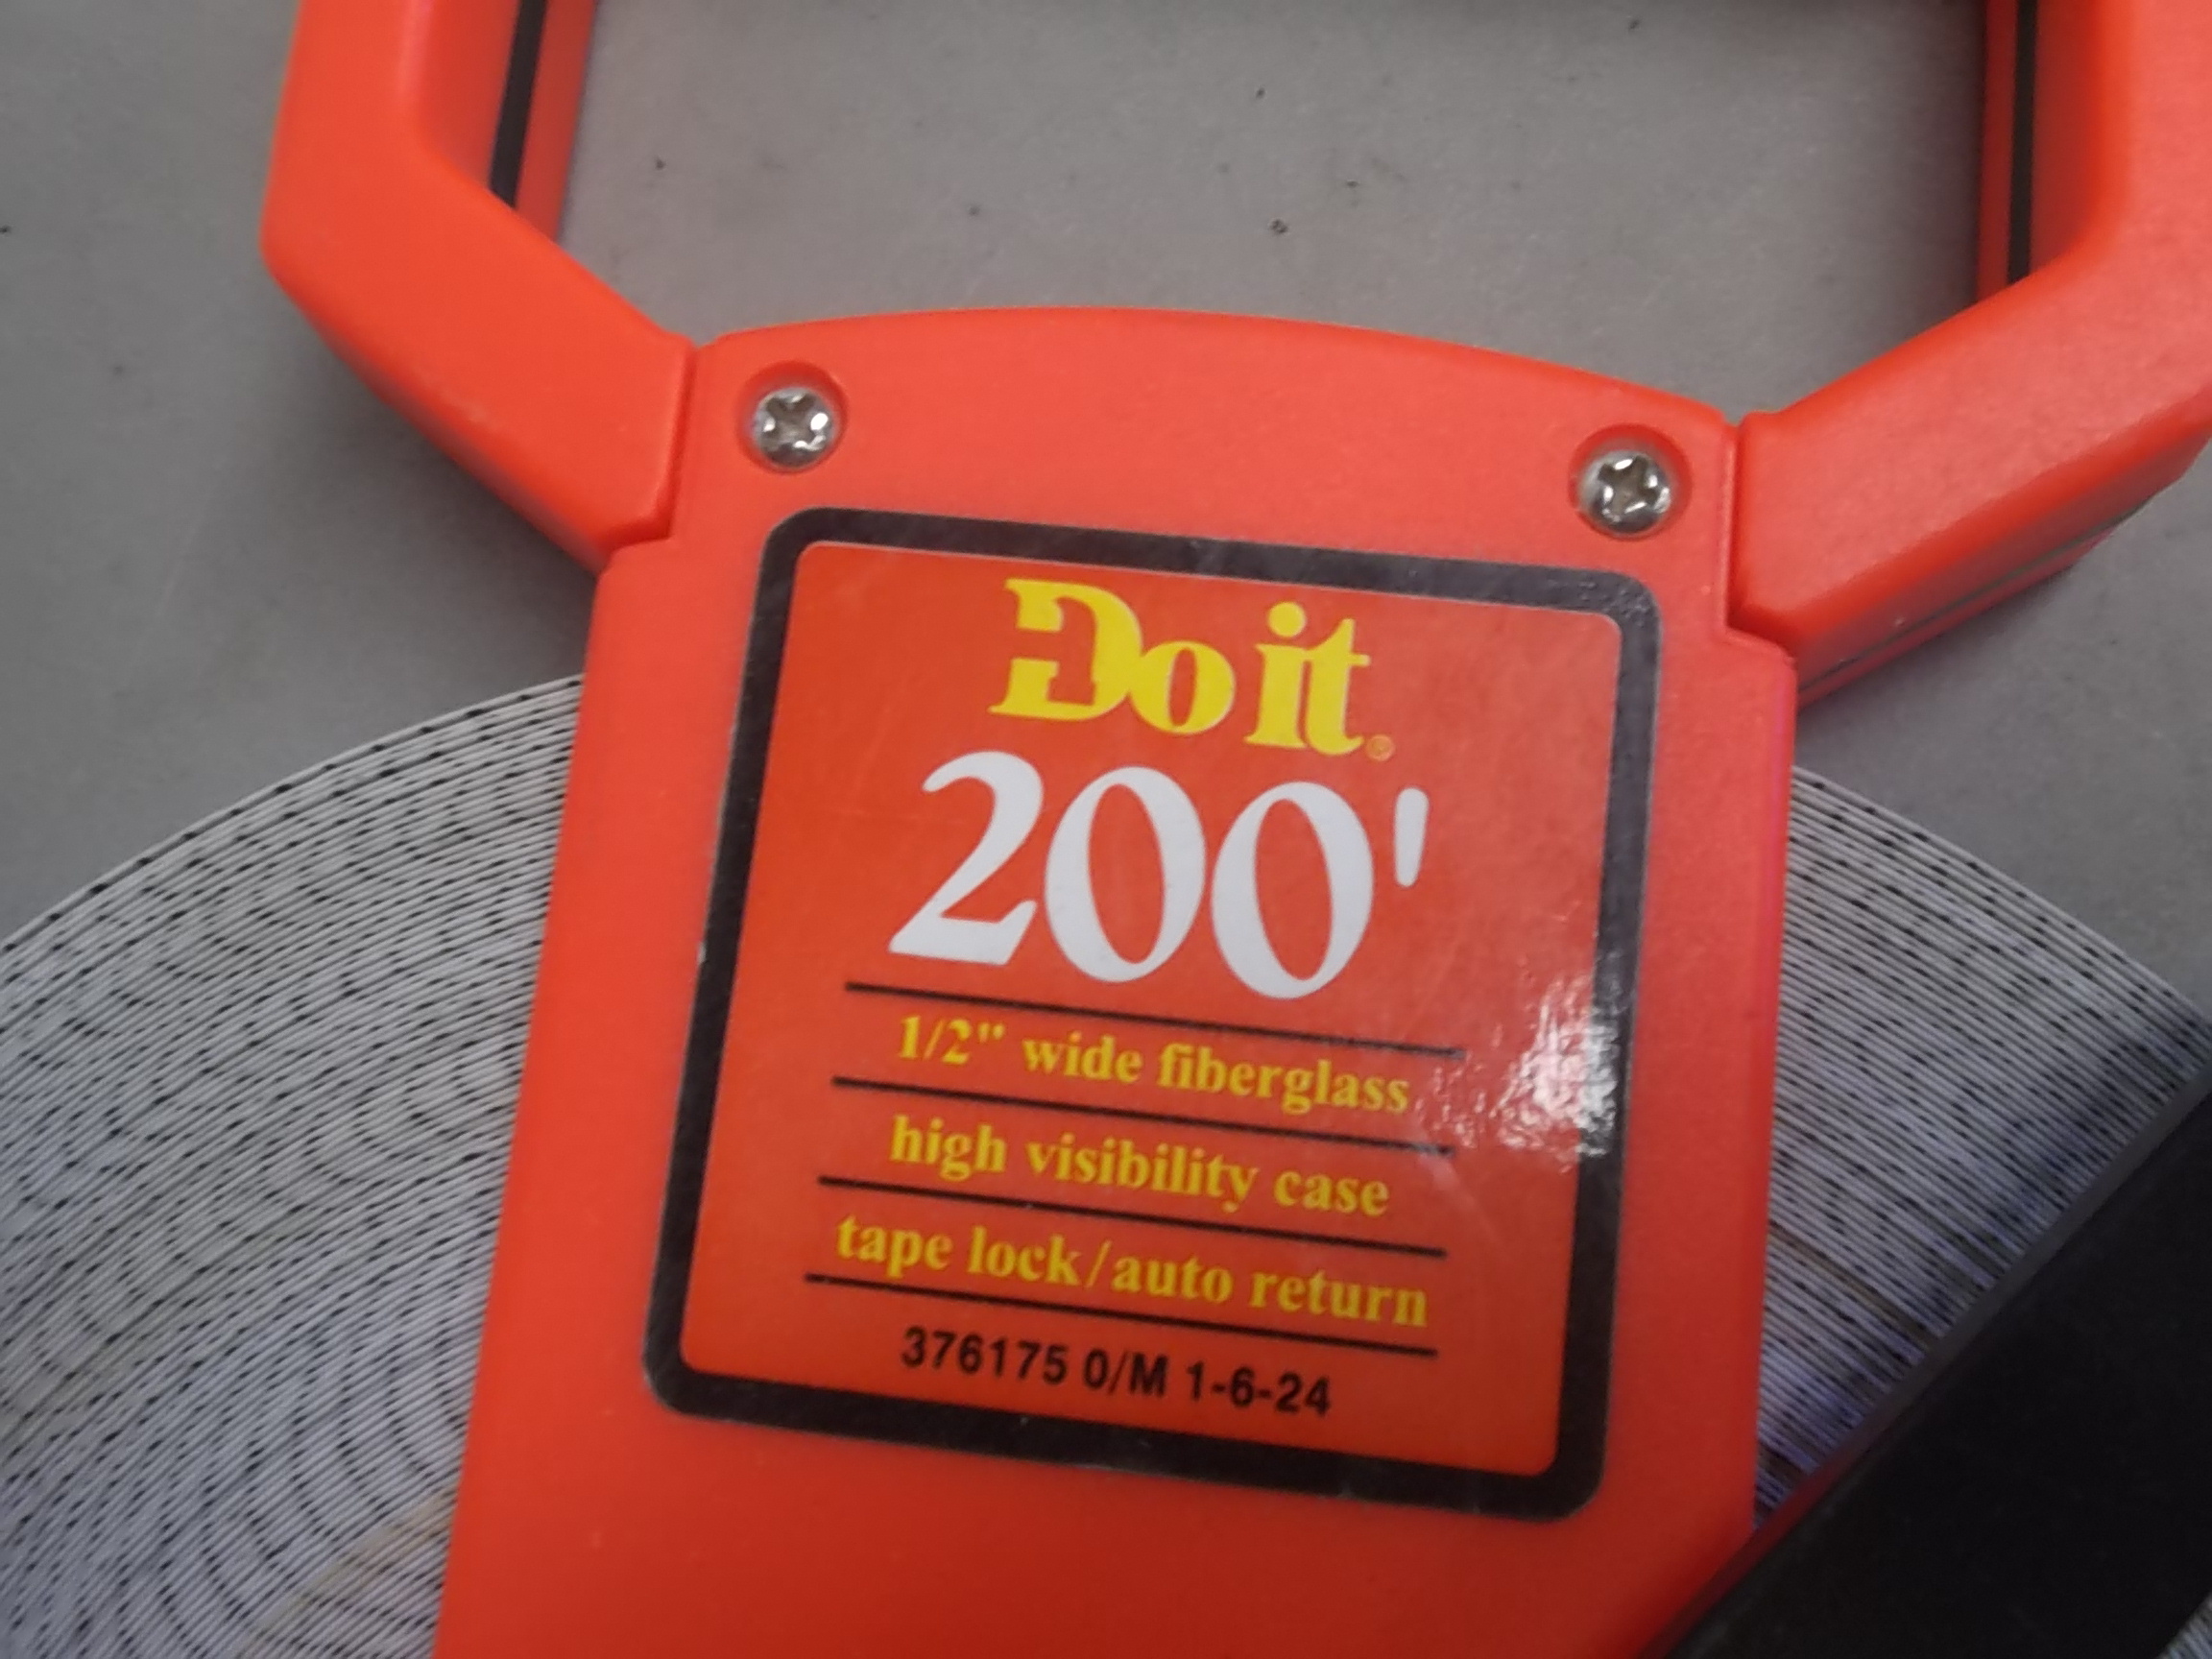 Do it®
200'
1/2" wide fiberglass
high visibility case
tape lock/auto return
376175 0/M 1-6-24